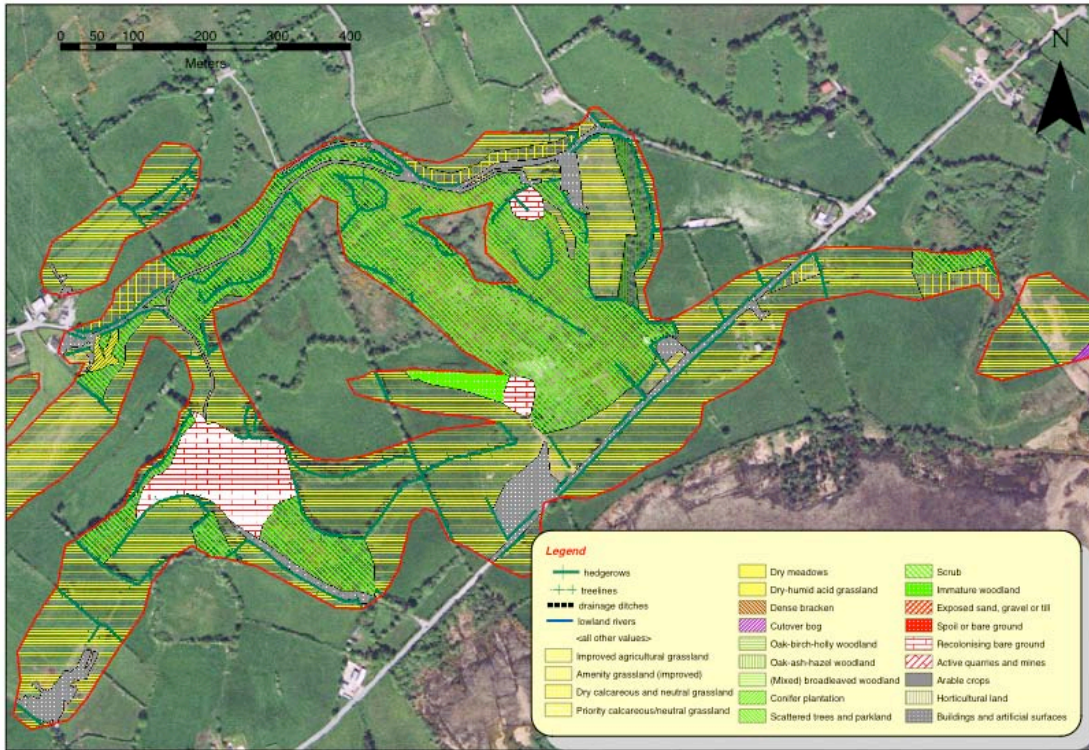 0 50 100 200 300 400
Meters
N
Legend
hedgerows
treelines
drainage ditches
lowland rivers
<all other values>
Improved agricultural grassland
Amenity grassland (improved)
Dry calcareous and neutral grassland
Priority calcareous/neutral grassland
Dry meadows
Dry-humid acid grassland
Dense bracken
Cutover bog
Oak-birch-holly woodland
Oak-ash-hazel woodland
(Mixed) broadleaved woodland
Conifer plantation
Scattered trees and parkland
Scrub
Immature woodland
Exposed sand, gravel or till
Spoil or bare ground
Recolonising bare ground
Active quarries and mines
Arable crops
Horticultural land
Buildings and artificial surfaces